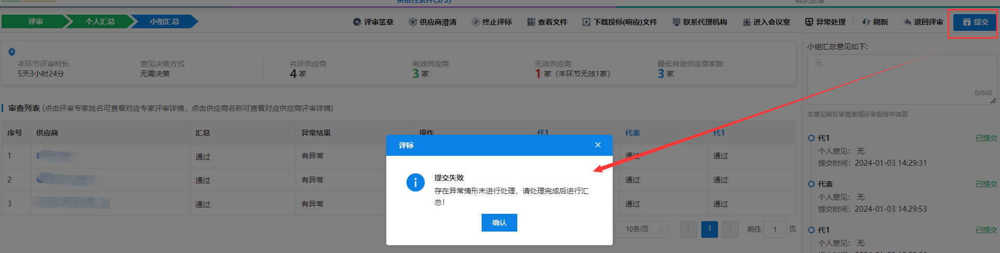 资格性条件(3/3)
确认签章
评审
个人汇总
小组汇总
评审签章
供应商澄清
终止评标
查看文件
下载投标(响应)文件
联系代理机构
进入会议室
异常处理
刷新
退回评审
提交
本环节评审时长
5天3小时24分
意见决策方式
无需决策
共评供应商
4 家
有效供应商
3 家
无效供应商
1 家（本环节无效1家）
最低有效供应商家数
3 家
审查列表 (点击评审专家姓名可查看对应专家评审详情，点击供应商名称可查看对应供应商评审详情)
序号 供应商 汇总 异常结果 操作 代1 代表 代1
1 通过 有异常 通过 通过
2 通过 有异常 通过 通过
3 通过 有异常 通过 通过
10条/页
1
前往 1 页
评标
提交失败
存在异常情形未进行处理，请处理完成后进行汇
总！
确认
小组汇总意见如下:
无
0/600
本意见将在审查表或评审报告中体现
代1 已提交
个人意见： 无
提交时间：2024-01-03 14:29:31
代表 已提交
个人意见： 无
提交时间：2024-01-03 14:29:53
代1 已提交
个人意见： 无